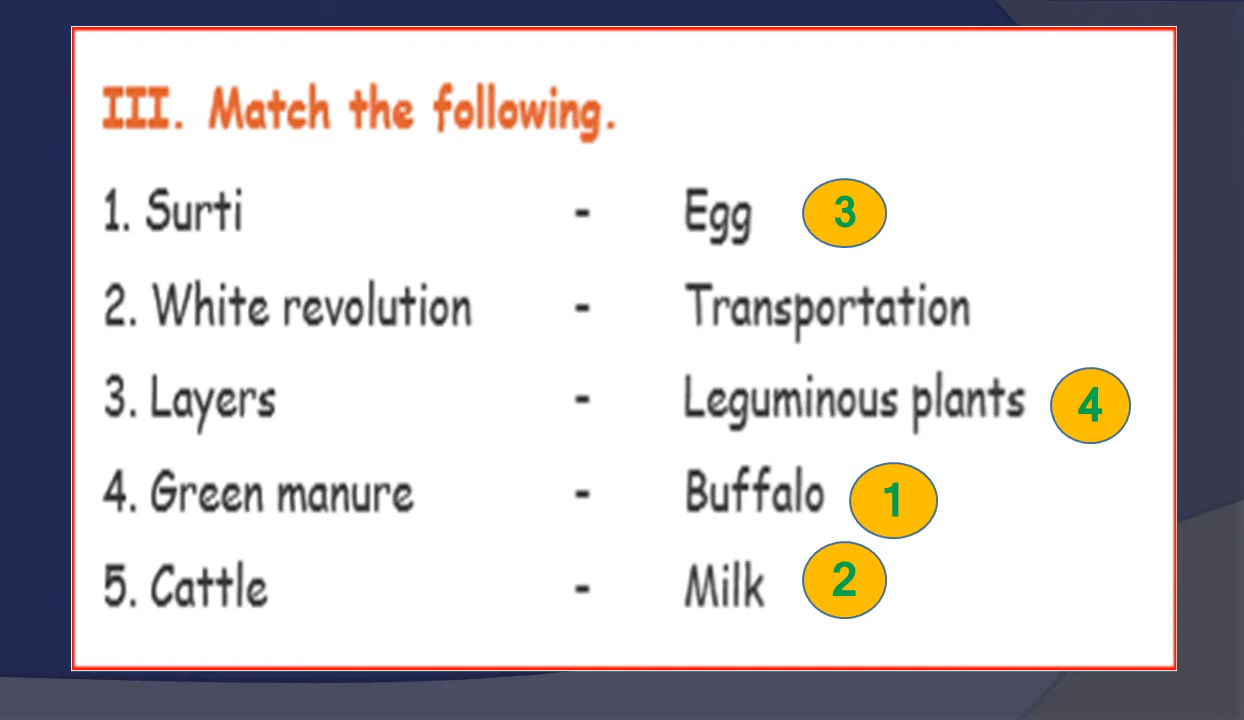 III. Match the following.
1. Surti - Egg 3
2. White revolution - Transportation
3. Layers - Leguminous plants 4
4. Green manure - Buffalo 1
5. Cattle - Milk 2